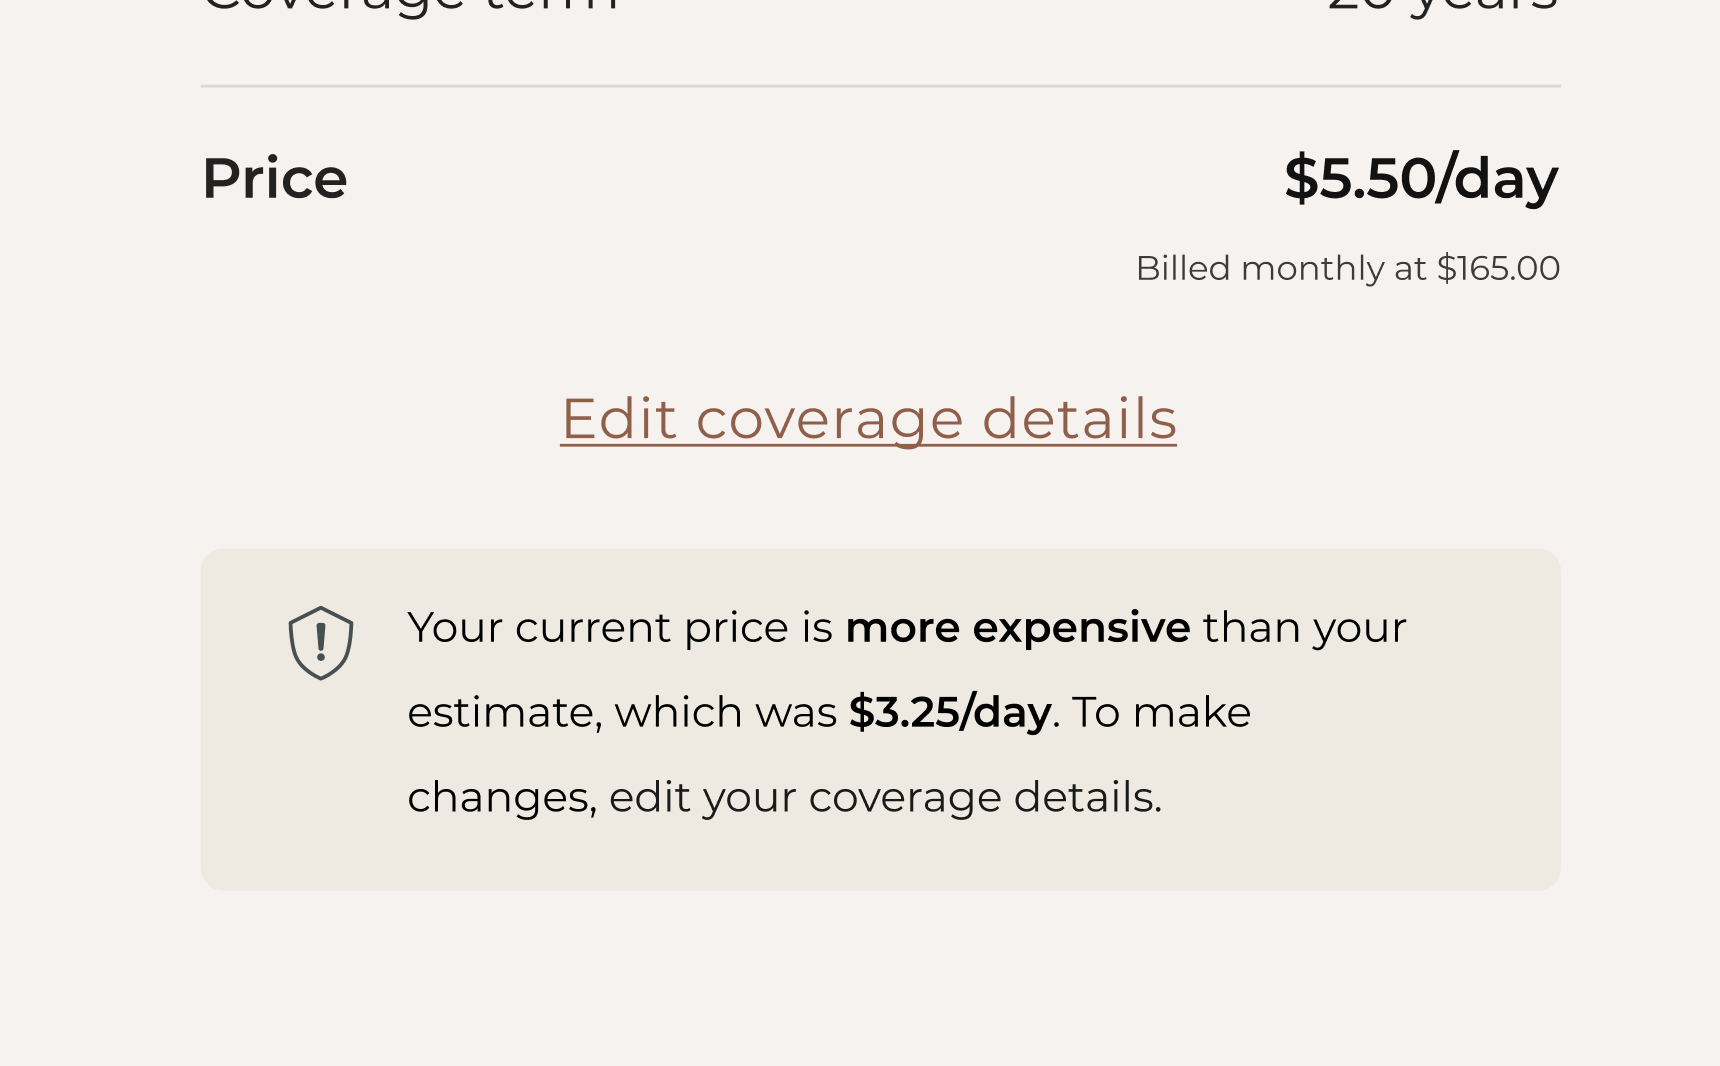 Coverage term 20 years
Price $5.50/day
Billed monthly at $165.00
Edit coverage details
Your current price is more expensive than your
estimate, which was $3.25/day. To make
changes, edit your coverage details.